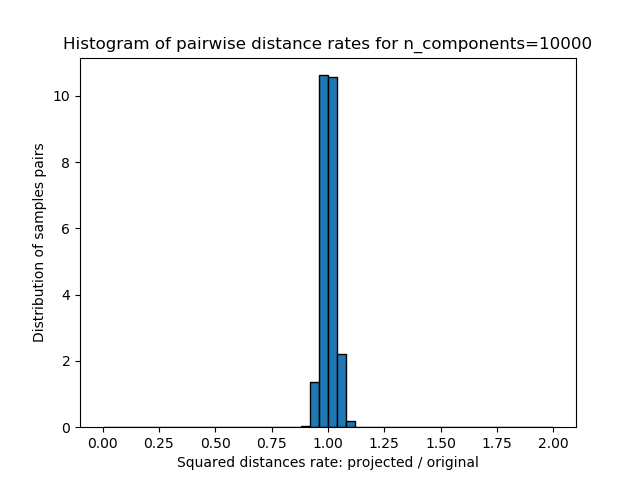 Histogram of pairwise distance rates for n_components=10000
Distribution of samples pairs
10
8
6
4
2
0
0.00 0.25 0.50 0.75 1.00 1.25 1.50 1.75 2.00
Squared distances rate: projected / original